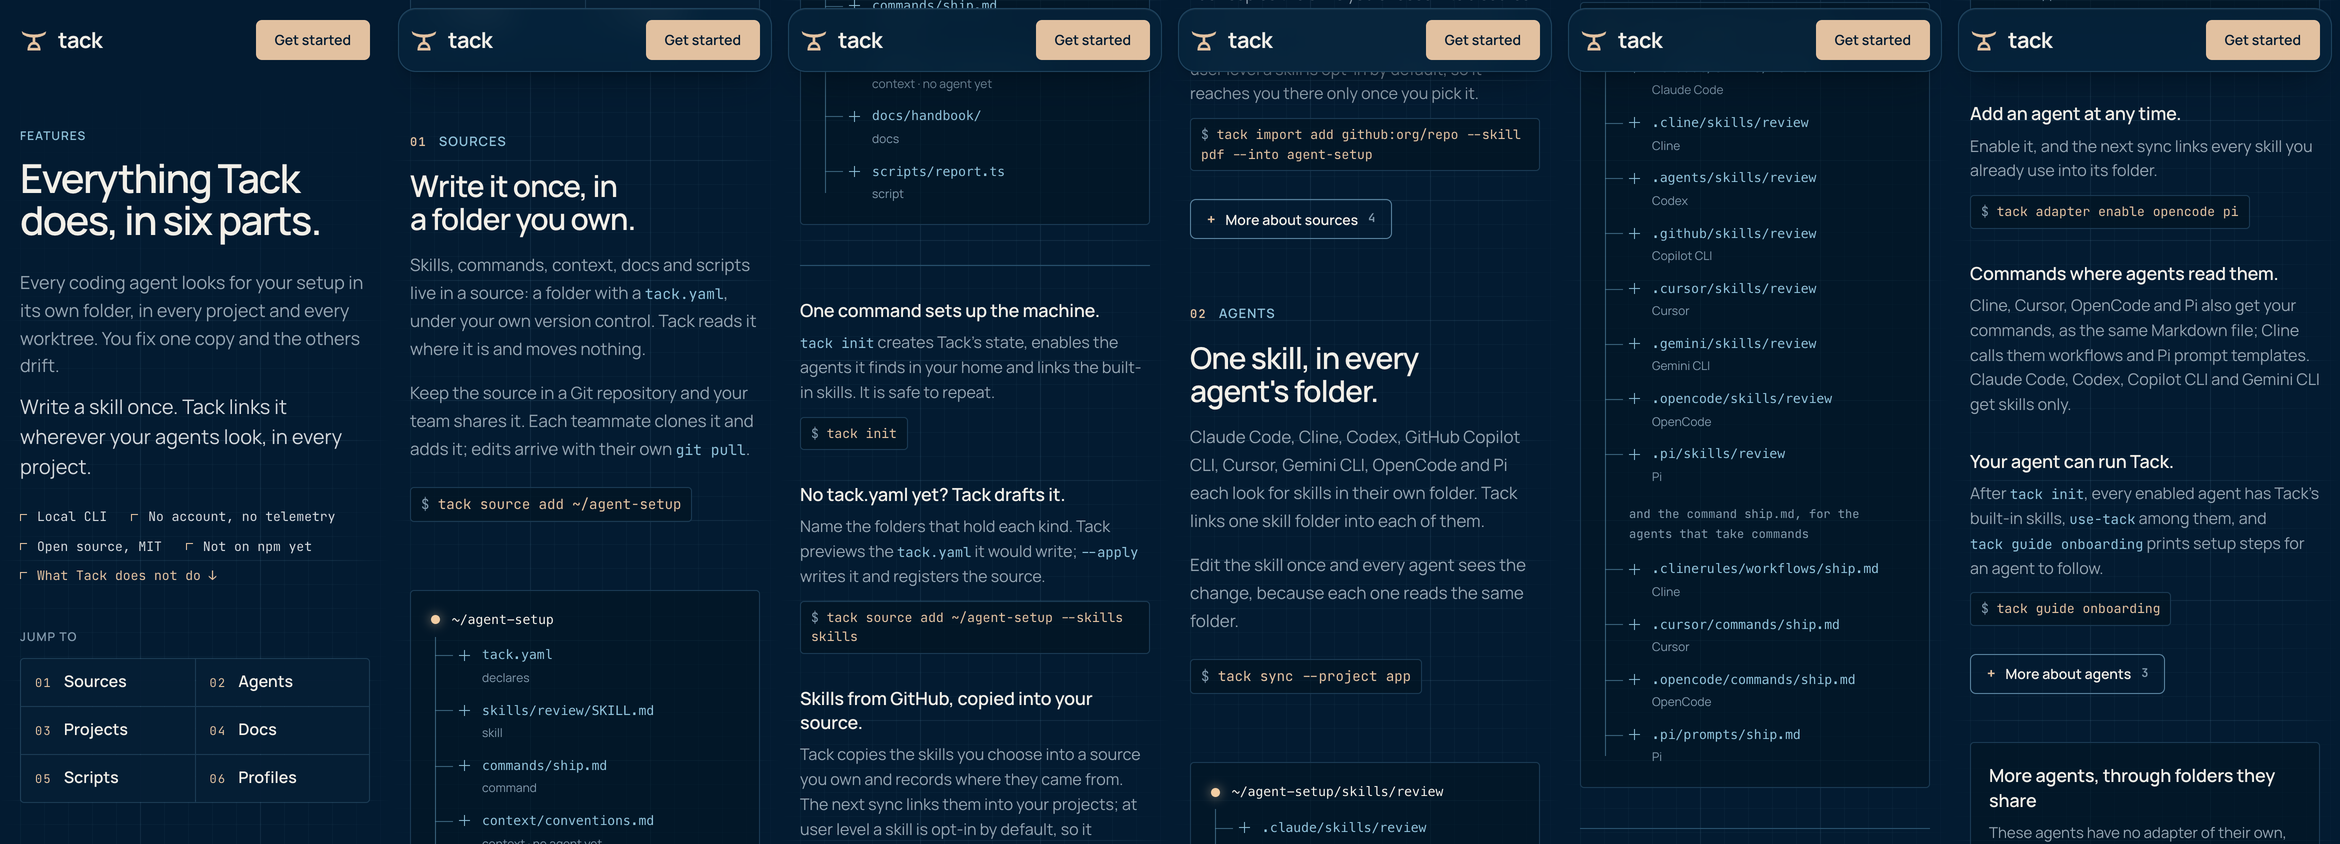 tack
Get started
FEATURES
Everything Tack
does, in six parts.
Every coding agent looks for your setup in
its own folder, in every project and every
worktree. You fix one copy and the others
drift.
Write a skill once. Tack links it
wherever your agents look, in every
project.
Local CLI
No account, no telemetry
Open source, MIT
Not on npm yet
What Tack does not do ↓
JUMP TO
01 Sources
02 Agents
03 Projects
04 Docs
05 Scripts
06 Profiles
tack
Get started
01 SOURCES
Write it once, in
a folder you own.
Skills, commands, context, docs and scripts
live in a source: a folder with a tack.yaml,
under your own version control. Tack reads it
where it is and moves nothing.
Keep the source in a Git repository and your
team shares it. Each teammate clones it and
adds it; edits arrive with their own git pull.
$ tack source add ~/agent-setup
~/agent-setup
tack.yaml
declares
skills/review/SKILL.md
skill
commands/ship.md
command
context/conventions.md
context · no agent yet
commands/ship.md
tack
Get started
context · no agent yet
docs/handbook/
docs
scripts/report.ts
script
One command sets up the machine.
tack init creates Tack's state, enables the
agents it finds in your home and links the built-
in skills. It is safe to repeat.
$ tack init
No tack.yaml yet? Tack drafts it.
Name the folders that hold each kind. Tack
previews the tack.yaml it would write; --apply
writes it and registers the source.
$ tack source add ~/agent-setup --skills
skills
Skills from GitHub, copied into your
source.
Tack copies the skills you choose into a source
you own and records where they came from.
The next sync links them into your projects; at
user level a skill is opt-in by default, so it
tack
Get started
user level a skill is opt-in by default, so it
reaches you there only once you pick it.
$ tack import add github:org/repo --skill
pdf --into agent-setup
+ More about sources 4
02 AGENTS
One skill, in every
agent's folder.
Claude Code, Cline, Codex, GitHub Copilot
CLI, Cursor, Gemini CLI, OpenCode and Pi
each look for skills in their own folder. Tack
links one skill folder into each of them.
Edit the skill once and every agent sees the
change, because each one reads the same
folder.
$ tack sync --project app
~/agent-setup/skills/review
.claude/skills/review
tack
Get started
Claude Code
.cline/skills/review
Cline
.agents/skills/review
Codex
.github/skills/review
Copilot CLI
.cursor/skills/review
Cursor
.gemini/skills/review
Gemini CLI
.opencode/skills/review
OpenCode
.pi/skills/review
Pi
and the command ship.md, for the
agents that take commands
.clinerules/workflows/ship.md
Cline
.cursor/commands/ship.md
Cursor
.opencode/commands/ship.md
OpenCode
.pi/prompts/ship.md
Pi
tack
Get started
Add an agent at any time.
Enable it, and the next sync links every skill you
already use into its folder.
$ tack adapter enable opencode pi
Commands where agents read them.
Cline, Cursor, OpenCode and Pi also get your
commands, as the same Markdown file; Cline
calls them workflows and Pi prompt templates.
Claude Code, Codex, Copilot CLI and Gemini CLI
get skills only.
Your agent can run Tack.
After tack init, every enabled agent has Tack's
built-in skills, use-tack among them, and
tack guide onboarding prints setup steps for
an agent to follow.
$ tack guide onboarding
+ More about agents 3
More agents, through folders they
share
These agents have no adapter of their own,